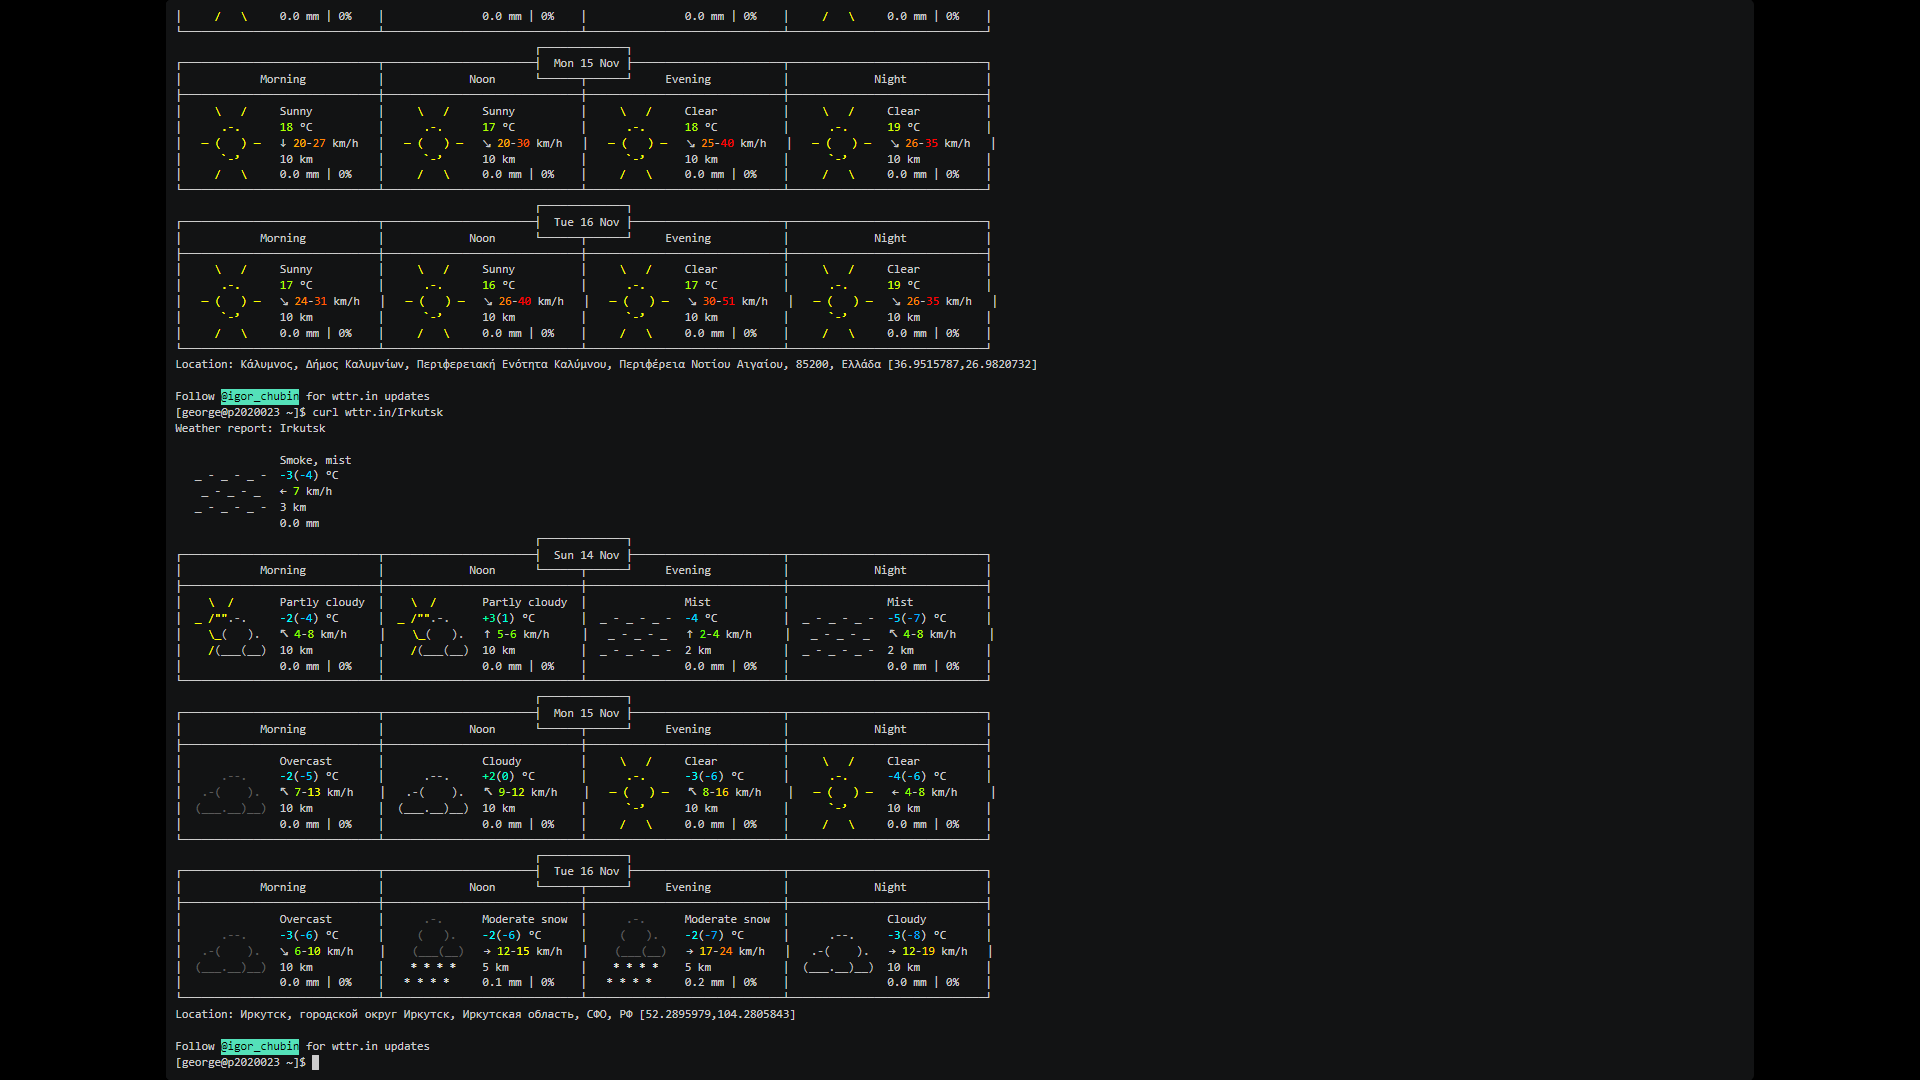 0.0 mm | 0% 0.0 mm | 0% 0.0 mm | 0% 0.0 mm | 0%
Mon 15 Nov
Morning Noon Evening Night
Sunny Sunny Clear Clear
18 °C 17 °C 18 °C 19 °C
↓ 20-27 km/h ↘ 20-30 km/h ↘ 25-40 km/h ↘ 26-35 km/h
10 km 10 km 10 km 10 km
0.0 mm | 0% 0.0 mm | 0% 0.0 mm | 0% 0.0 mm | 0%
Tue 16 Nov
Morning Noon Evening Night
Sunny Sunny Clear Clear
17 °C 16 °C 17 °C 19 °C
↘ 24-31 km/h ↘ 26-40 km/h ↘ 30-51 km/h ↘ 26-35 km/h
10 km 10 km 10 km 10 km
0.0 mm | 0% 0.0 mm | 0% 0.0 mm | 0% 0.0 mm | 0%
Location: Κάλυμνος, Δήμος Καλυμνίων, Περιφερειακή Ενότητα Καλύμνου, Περιφέρεια Νοτίου Αιγαίου, 85200, Ελλάδα [36.9515787,26.9820732]
Follow @igor_chubin for wttr.in updates
[george@p2020023 ~]$ curl wttr.in/Irkutsk
Weather report: Irkutsk
Smoke, mist
-3(-4) °C
← 7 km/h
3 km
0.0 mm
Sun 14 Nov
Morning Noon Evening Night
Partly cloudy Partly cloudy Mist Mist
-2(-4) °C +3(1) °C -4 °C -5(-7) °C
↖ 4-8 km/h ↑ 5-6 km/h ↑ 2-4 km/h ↖ 4-8 km/h
10 km 10 km 2 km 2 km
0.0 mm | 0% 0.0 mm | 0% 0.0 mm | 0% 0.0 mm | 0%
Mon 15 Nov
Morning Noon Evening Night
Overcast Cloudy Clear Clear
-2(-5) °C +2(0) °C -3(-6) °C -4(-6) °C
↖ 7-13 km/h ↖ 9-12 km/h ↖ 8-16 km/h ← 4-8 km/h
10 km 10 km 10 km 10 km
0.0 mm | 0% 0.0 mm | 0% 0.0 mm | 0% 0.0 mm | 0%
Tue 16 Nov
Morning Noon Evening Night
Overcast Moderate snow Moderate snow Cloudy
-3(-6) °C -2(-6) °C -2(-7) °C -3(-8) °C
↘ 6-10 km/h → 12-15 km/h → 17-24 km/h → 12-19 km/h
10 km 5 km 5 km 10 km
0.0 mm | 0% 0.1 mm | 0% 0.2 mm | 0% 0.0 mm | 0%
Location: Иркутск, городской округ Иркутск, Иркутская область, СФО, РФ [52.2895979,104.2805843]
Follow @igor_chubin for wttr.in updates
[george@p2020023 ~]$